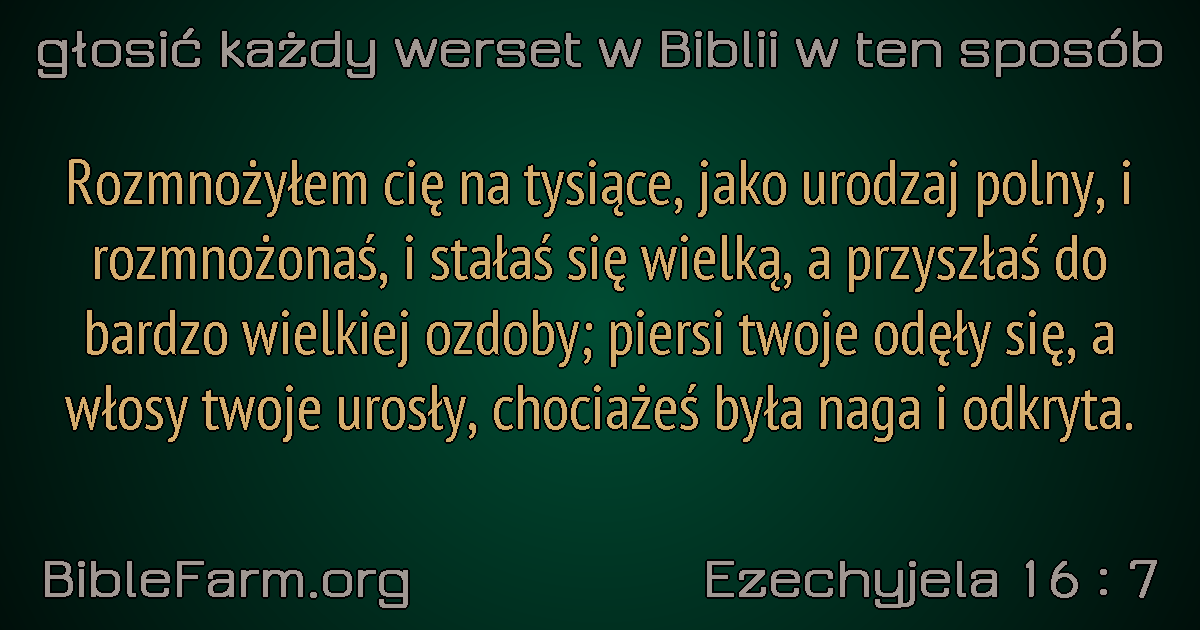 głosić każdy werset w Biblii w ten sposób
Rozmnożyłem cię na tysiące, jako urodzaj polny, i
rozmnożonaś, i stałaś się wielką, a przyszłaś do
bardzo wielkiej ozdoby; piersi twoje odęły się, a
włosy twoje urosły, chociażeś była naga i odkryta.
BibleFarm.org
Ezechyjela 16 : 7